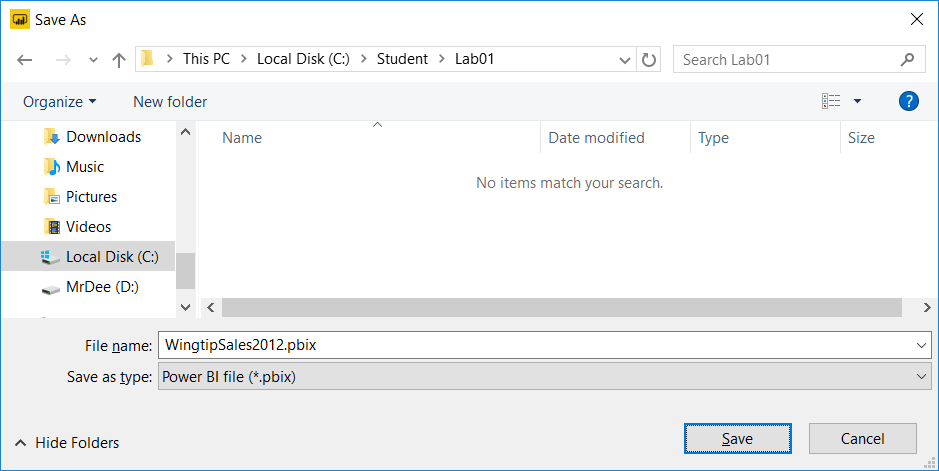 Save As
This PC > Local Disk (C:) > Student > Lab01
Search Lab01
Organize
New folder
?
Name
Date modified
Type
Size
Downloads
Music
Pictures
Videos
Local Disk (C:)
MrDee (D:)
No items match your search.
File name: WingtipSales2012.pbix
Save as type: Power BI file (*.pbix)
Hide Folders
Save
Cancel